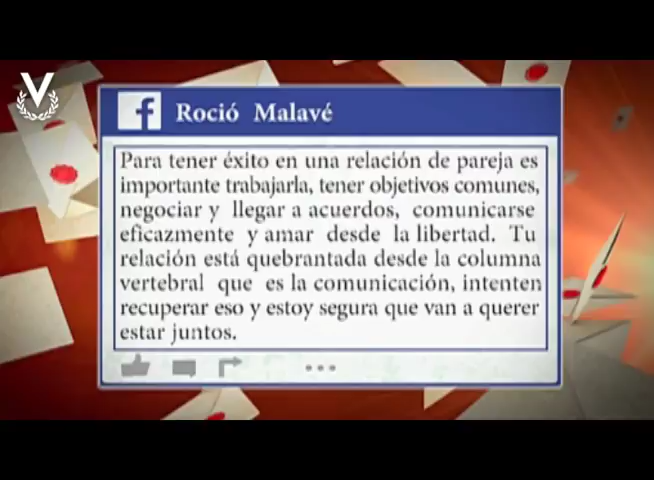 V
f Roció Malavé
Para tener éxito en una relación de pareja es
importante trabajarla, tener objetivos comunes,
negociar y llegar a acuerdos, comunicarse
eficazmente y amar desde la libertad. Tu
relación está quebrantada desde la columna
vertebral que es la comunicación, intenten
recuperar eso y estoy segura que van a querer
estar juntos.